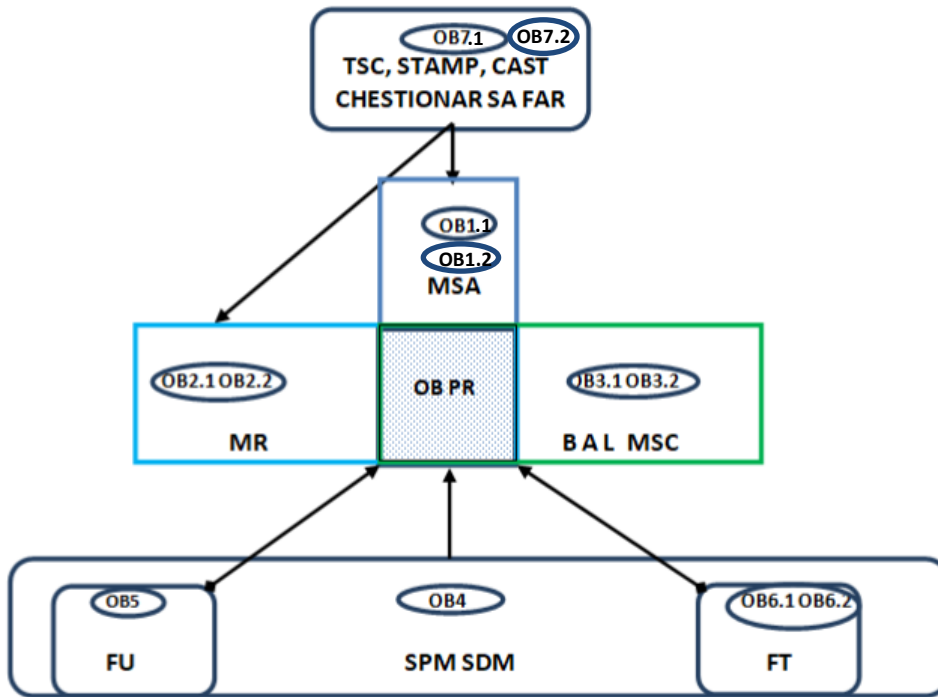 OB7.1 OB7.2
TSC, STAMP, CAST
CHESTIONAR SA FAR
OB1.1
OB1.2
MSA
OB2.1 OB2.2
OB PR
OB3.1 OB3.2
MR
B A L MSC
OB5
OB4
OB6.1 OB6.2
FU
SPM SDM
FT